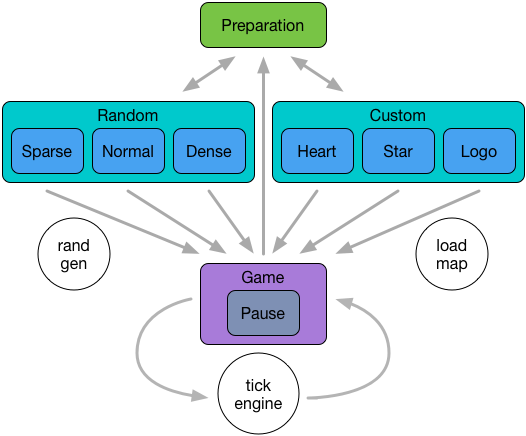 Preparation
Random
Custom
Sparse
Normal
Dense
Heart
Star
Logo
rand
gen
load
map
Game
Pause
tick
engine